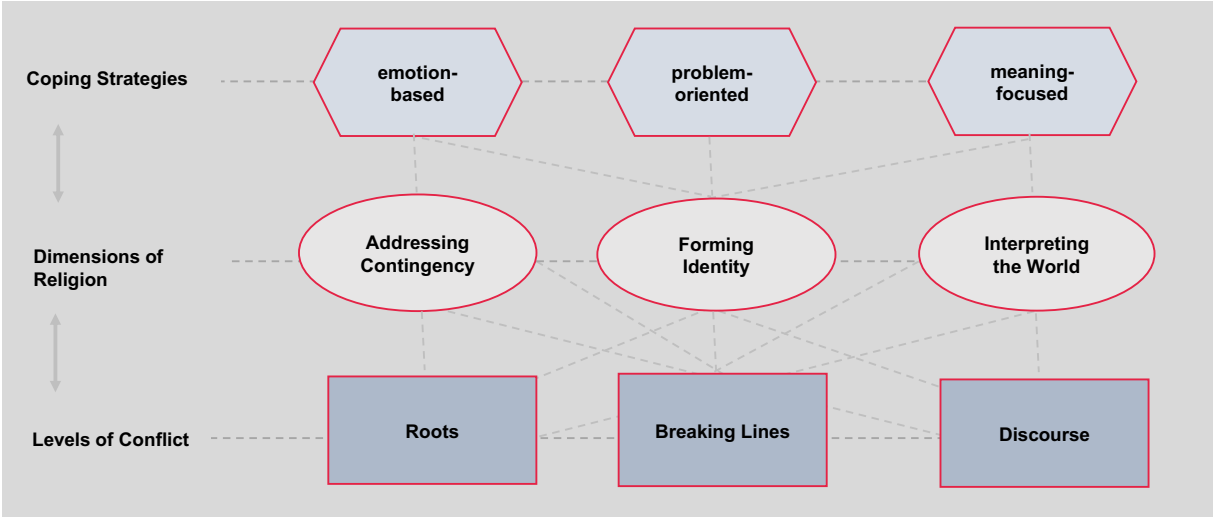 Coping Strategies
emotion-
based
problem-
oriented
meaning-
focused
Dimensions of
Religion
Addressing
Contingency
Forming
Identity
Interpreting
the World
Levels of Conflict
Roots
Breaking Lines
Discourse